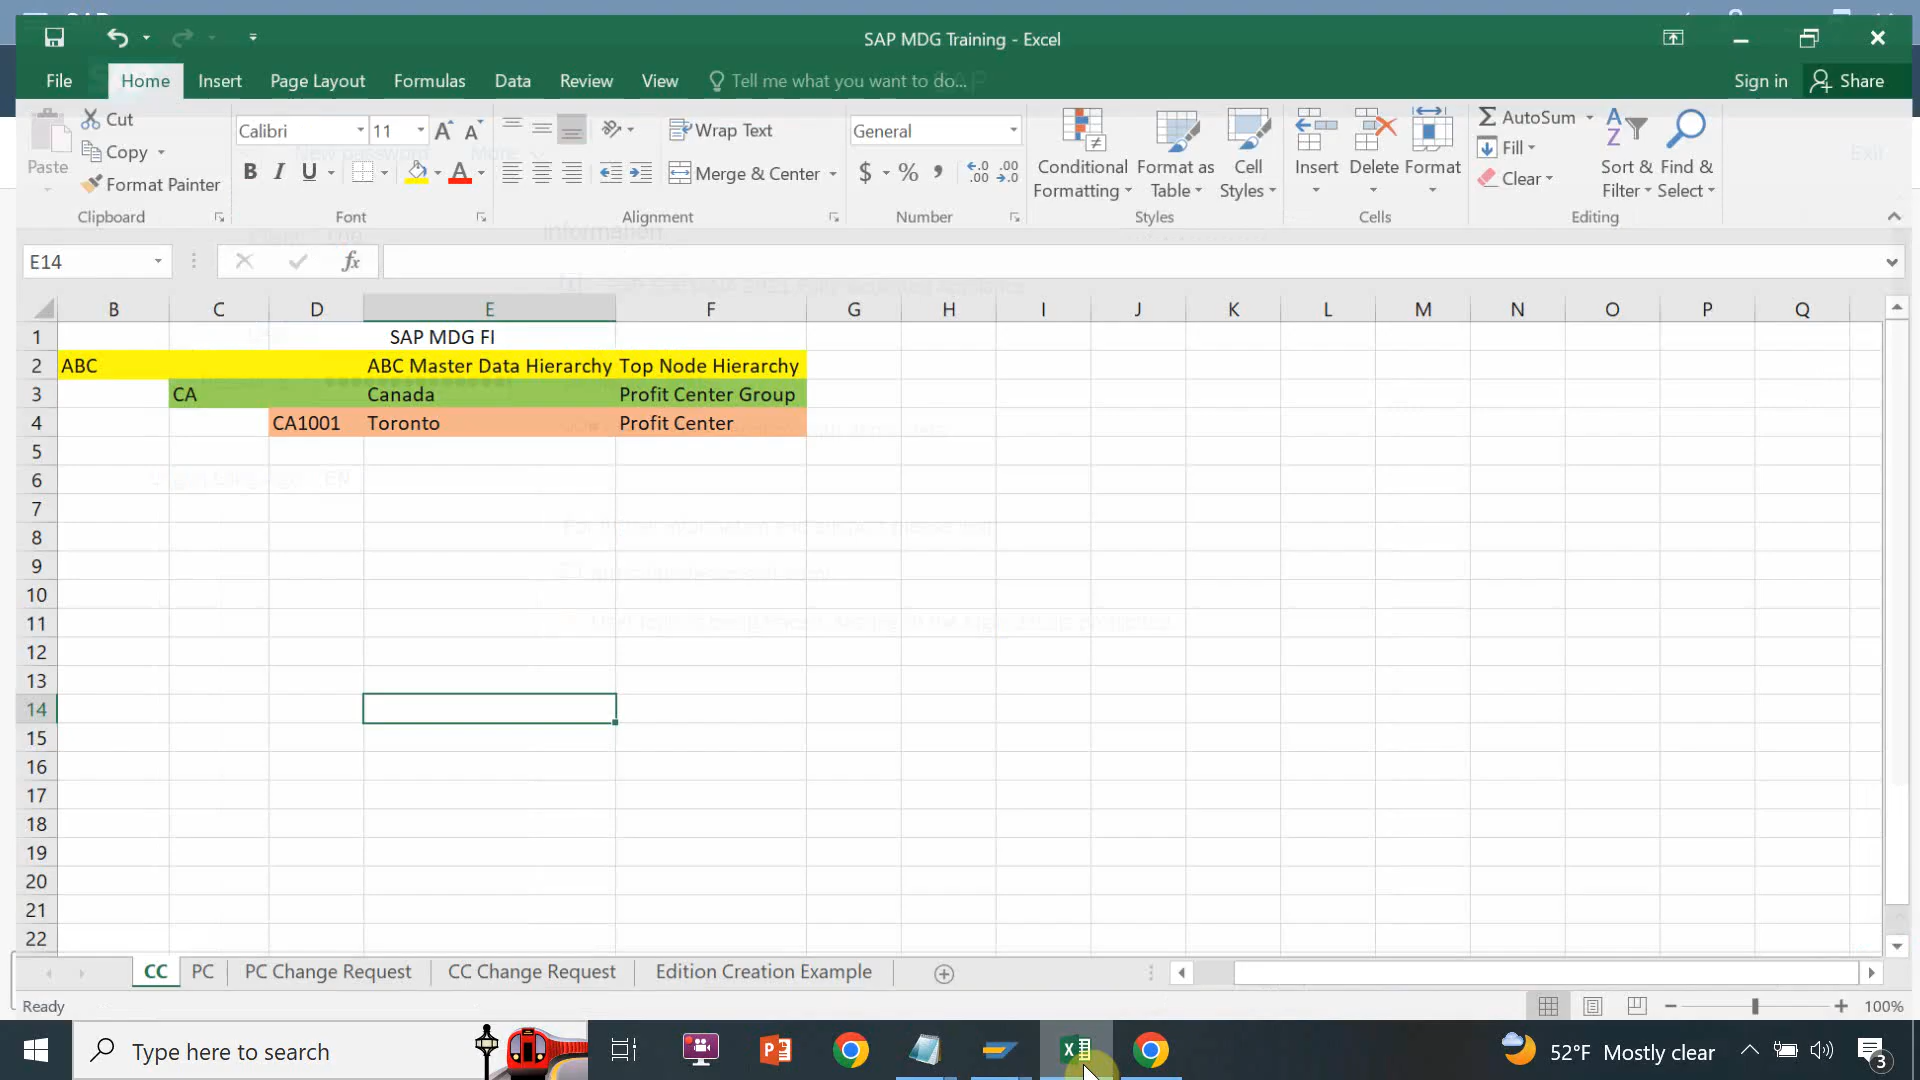 SAP MDG Training - Excel
File Home Insert Page Layout Formulas Data Review View Tell me what you want to do... Sign in Share
Paste Cut
Copy
Format Painter
Clipboard
Calibri 11
B I U A
Font
Wrap Text
Merge & Center
Alignment
General
$ % , .00 .00
Number
Conditional Formatting
Format as Table
Cell Styles
Styles
Insert Delete Format
Cells
AutoSum
Fill
Clear
Sort & Filter
Find & Select
Editing
E14 fx
B C D E F G H I J K L M N O P Q
1 SAP MDG FI
2 ABC ABC Master Data Hierarchy Top Node Hierarchy
3 CA Canada Profit Center Group
4 CA1001 Toronto Profit Center
5
6
7
8
9
10
11
12
13
14
15
16
17
18
19
20
21
22
CC PC PC Change Request CC Change Request Edition Creation Example
Ready 100%
Type here to search 52°F Mostly clear 3